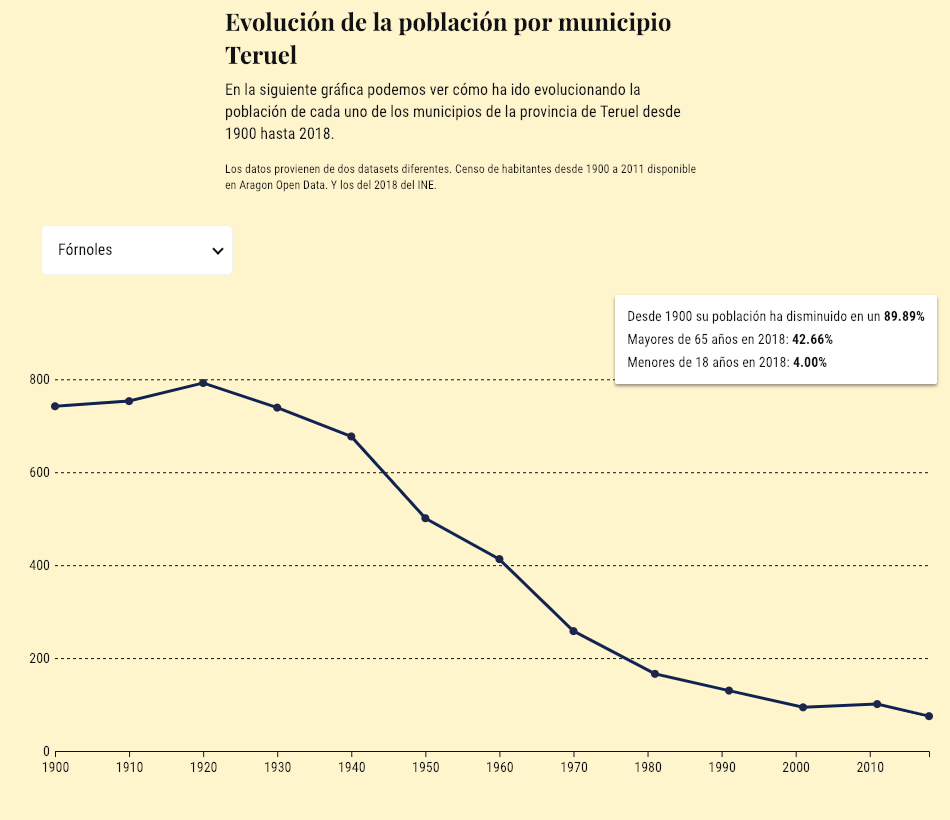 Evolución de la población por municipio
Teruel
En la siguiente gráfica podemos ver cómo ha ido evolucionando la
población de cada uno de los municipios de la provincia de Teruel desde
1900 hasta 2018.
Los datos provienen de dos datasets diferentes. Censo de habitantes desde 1900 a 2011 disponible
en Aragon Open Data. Y los del 2018 del INE.
Fórnoles
Desde 1900 su población ha disminuido en un 89.89%
Mayores de 65 años en 2018: 42.66%
Menores de 18 años en 2018: 4.00%
800
600
400
200
0
1900 1910 1920 1930 1940 1950 1960 1970 1980 1990 2000 2010